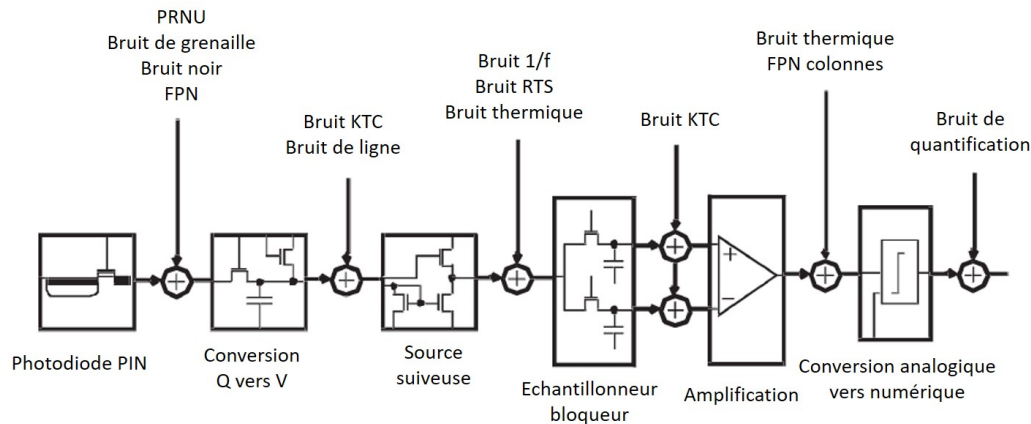 PRNU
Bruit de grenaille
Bruit noir
FPN
Bruit KTC
Bruit de ligne
Bruit 1/f
Bruit RTS
Bruit thermique
Bruit KTC
Bruit thermique
FPN colonnes
Bruit de
quantification
Photodiode PIN
Conversion
Q vers V
Source
suiveuse
Echantillonneur
bloqueur
Amplification
Conversion analogique
vers numérique